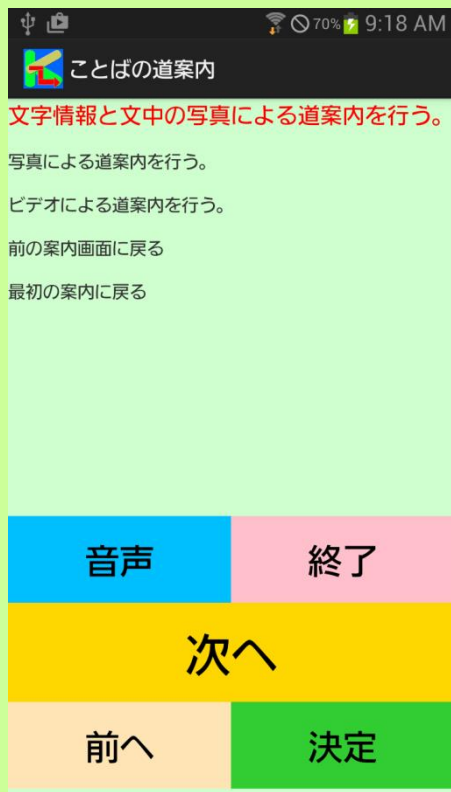 70% 9:18 AM
ことばの道案内
文字情報と文中の写真による道案内を行う。
写真による道案内を行う。
ビデオによる道案内を行う。
前の案内画面に戻る
最初の案内に戻る
音声 終了
次へ
前へ 決定